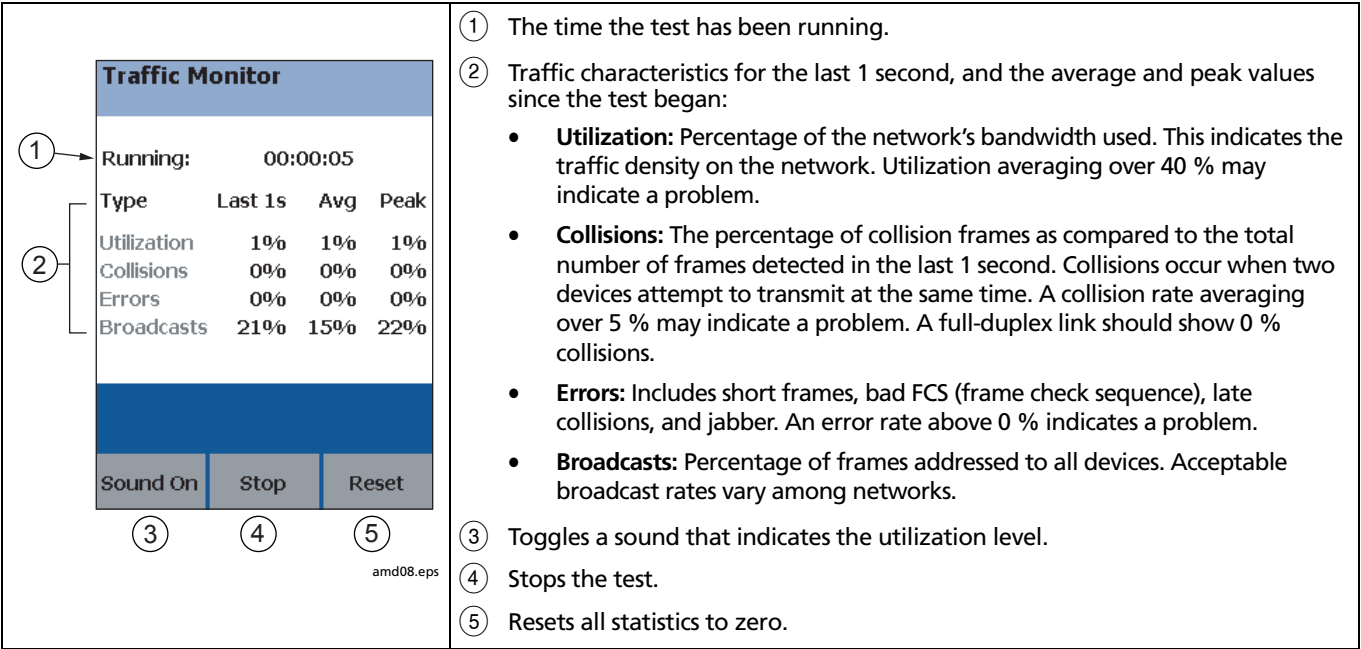 Traffic Monitor
1
Running: 00:00:05
Type Last 1s Avg Peak
2
Utilization 1% 1% 1%
Collisions 0% 0% 0%
Errors 0% 0% 0%
Broadcasts 21% 15% 22%
Sound On Stop Reset
3 4 5
amd08.eps
1 The time the test has been running.
2 Traffic characteristics for the last 1 second, and the average and peak values
since the test began:
• Utilization: Percentage of the network’s bandwidth used. This indicates the
traffic density on the network. Utilization averaging over 40 % may
indicate a problem.
• Collisions: The percentage of collision frames as compared to the total
number of frames detected in the last 1 second. Collisions occur when two
devices attempt to transmit at the same time. A collision rate averaging
over 5 % may indicate a problem. A full-duplex link should show 0 %
collisions.
• Errors: Includes short frames, bad FCS (frame check sequence), late
collisions, and jabber. An error rate above 0 % indicates a problem.
• Broadcasts: Percentage of frames addressed to all devices. Acceptable
broadcast rates vary among networks.
3 Toggles a sound that indicates the utilization level.
4 Stops the test.
5 Resets all statistics to zero.